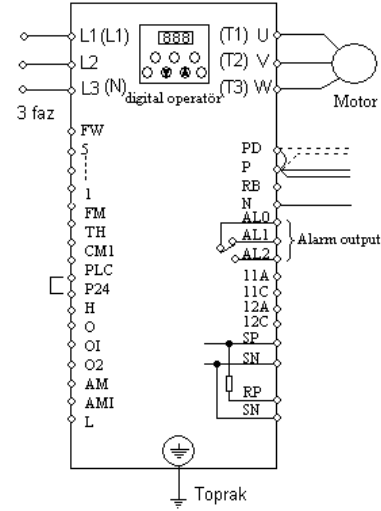 L1(L1)
L2
L3 (N)
3 faz
888
digital operatör
(T1) U
(T2) V
(T3) W
Motor
FW
5
1
FM
TH
CM1
PLC
P24
H
O
OI
O2
AM
AMI
L
PD
P
RB
N
AL0
AL1
AL2
Alarm output
11A
11C
12A
12C
SP
SN
RP
SN
Toprak